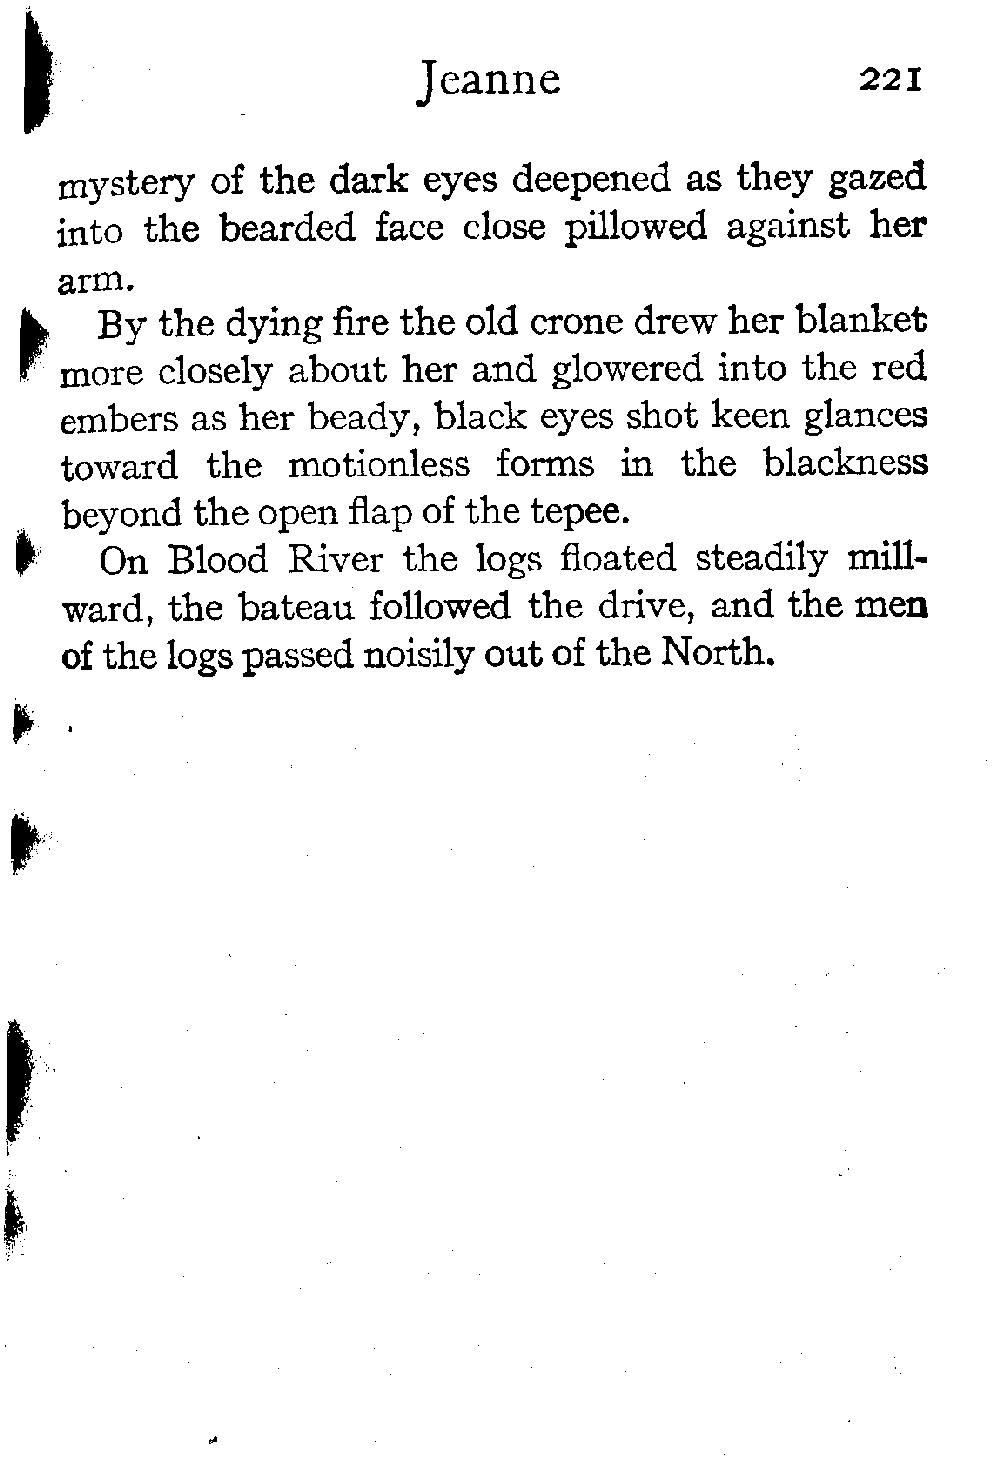 Jeanne 221
mystery of the dark eyes deepened as they gazed
into the bearded face close pillowed against her
arm.
By the dying fire the old crone drew her blanket
more closely about her and glowered into the red
embers as her beady, black eyes shot keen glances
toward the motionless forms in the blackness
beyond the open flap of the tepee.
On Blood River the logs floated steadily mill-
ward, the bateau followed the drive, and the men
of the logs passed noisily out of the North.